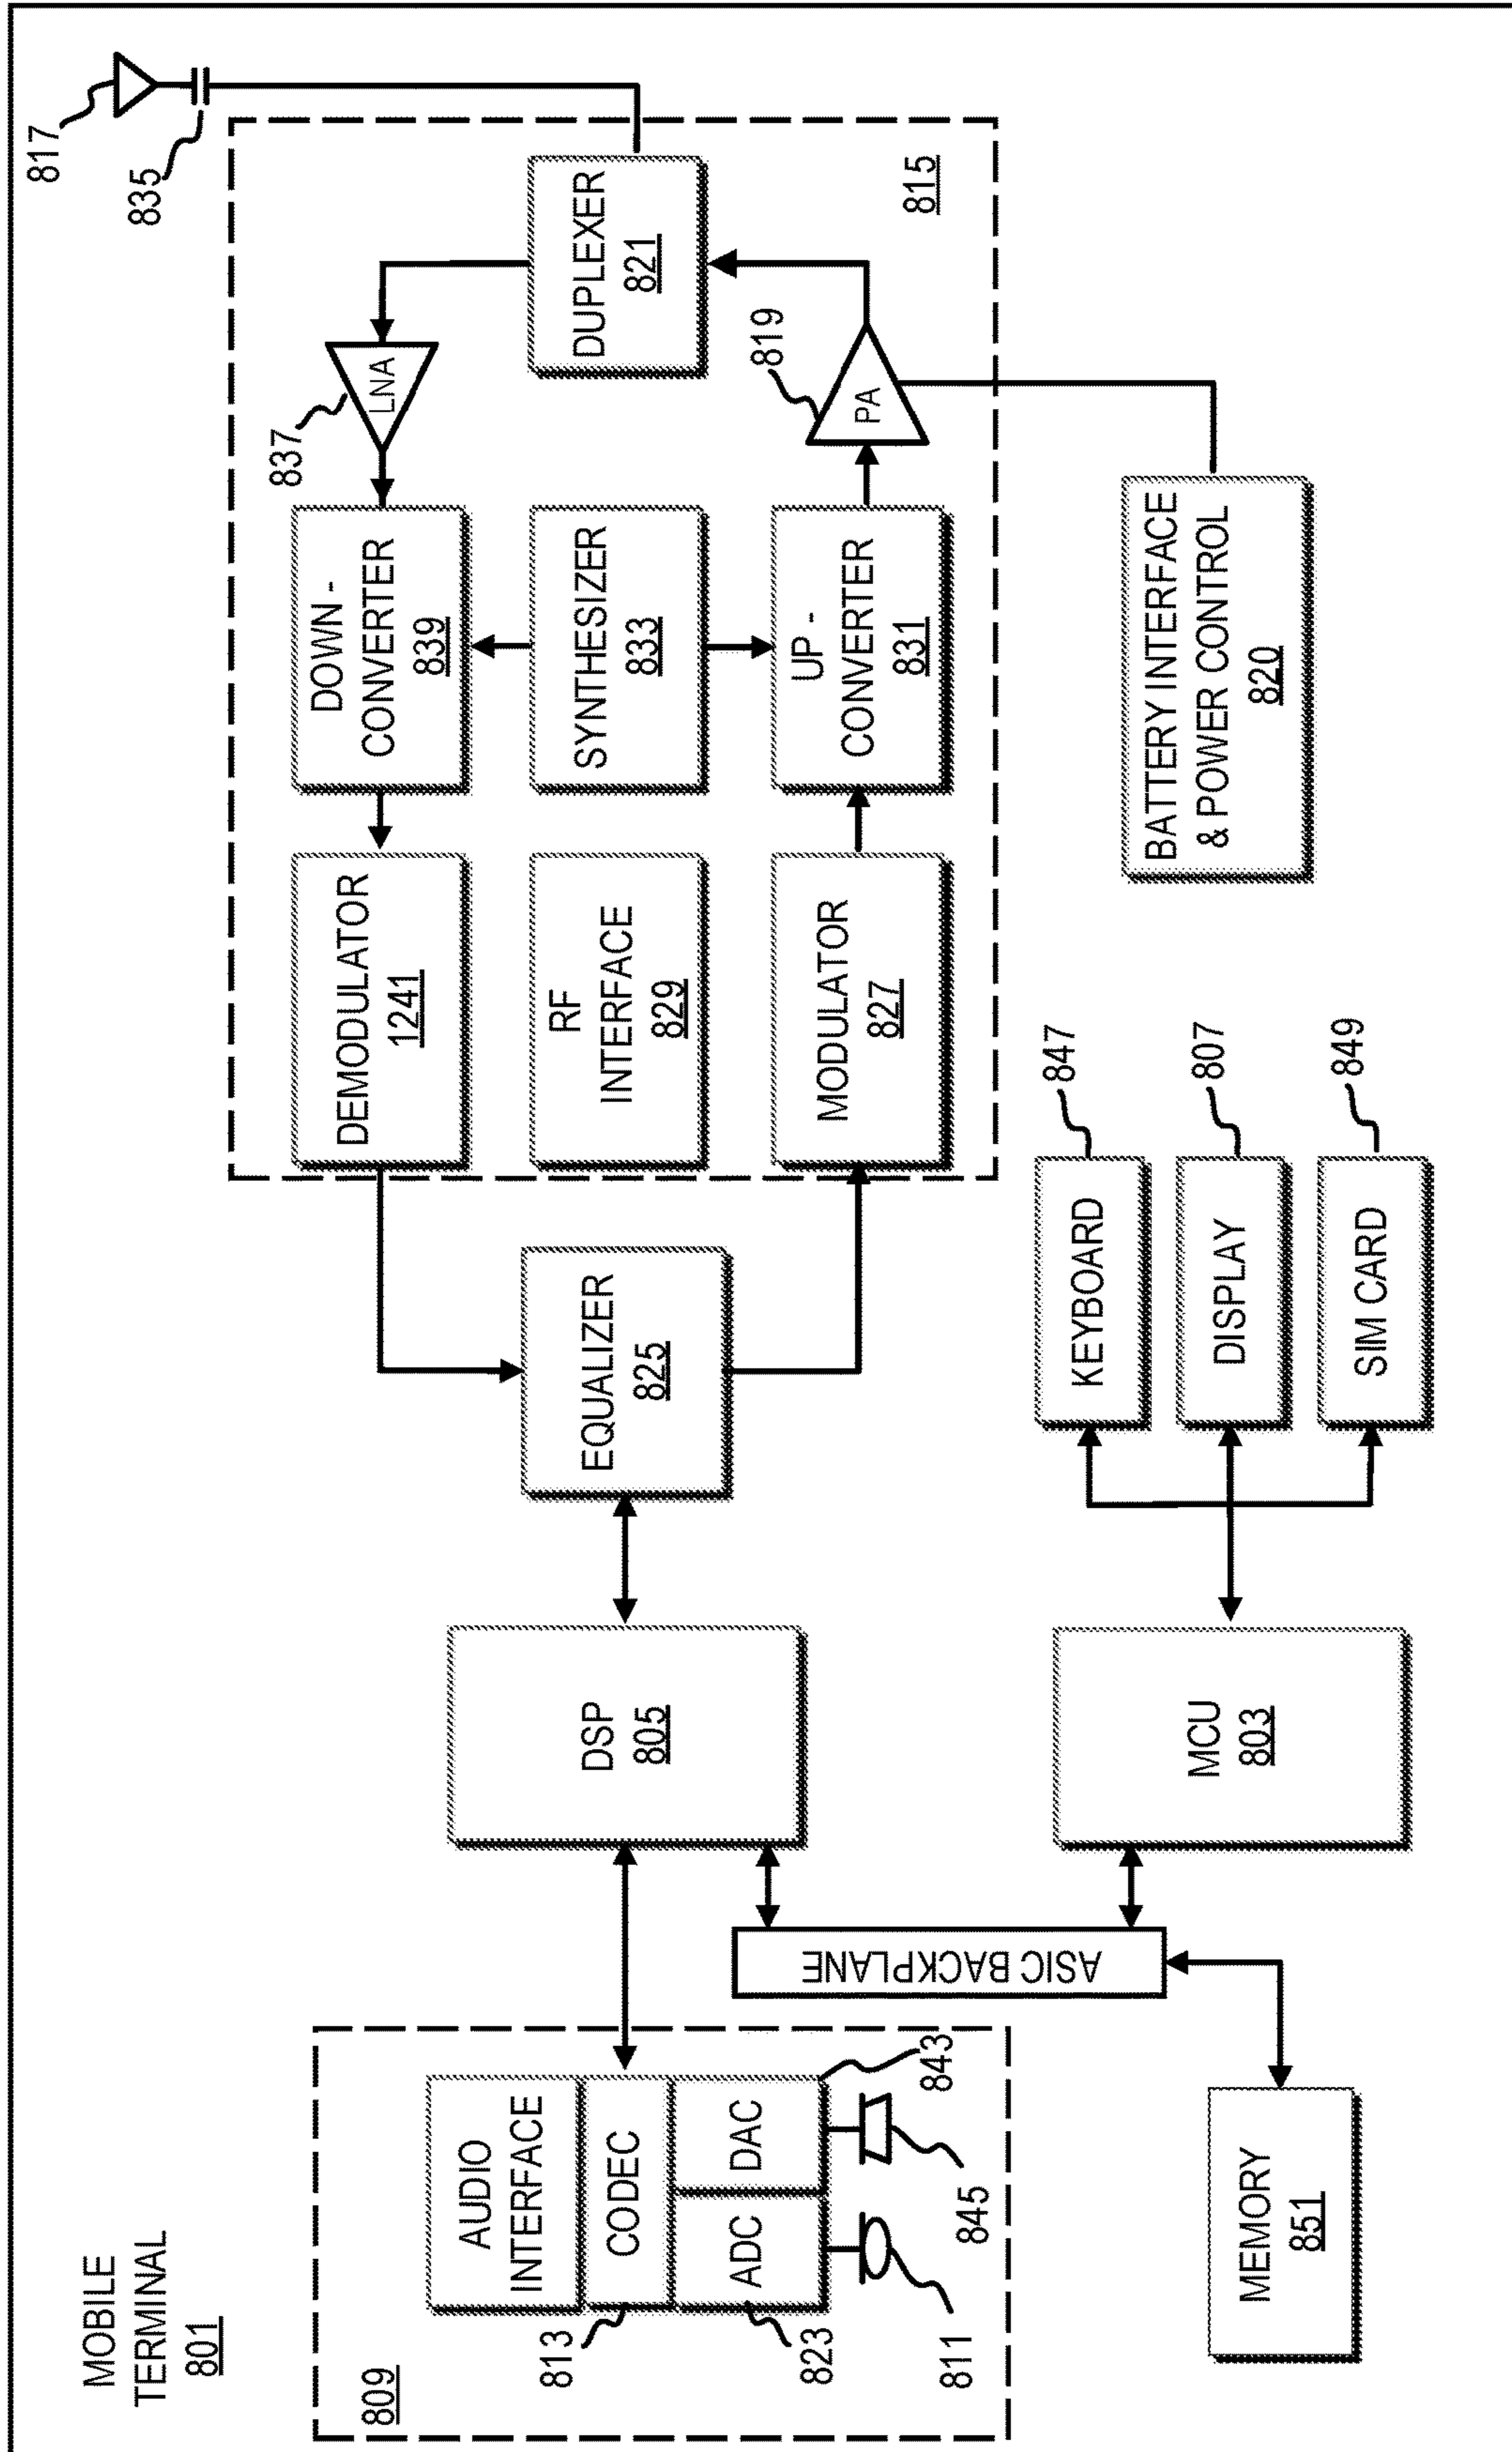 MOBILE
TERMINAL
801
809
AUDIO
INTERFACE
CODEC
813
ADC
DAC
823
843
811
845
ASIC BACKPLANE
MEMORY
851
DSP
805
MCU
803
EQUALIZER
825
KEYBOARD
847
DISPLAY
807
SIM CARD
849
DEMODULATOR
1241
RF
INTERFACE
829
MODULATOR
827
DOWN -
CONVERTER
839
SYNTHESIZER
833
UP -
CONVERTER
831
837
LNA
819
PA
DUPLEXER
821
815
817
835
BATTERY INTERFACE
& POWER CONTROL
820